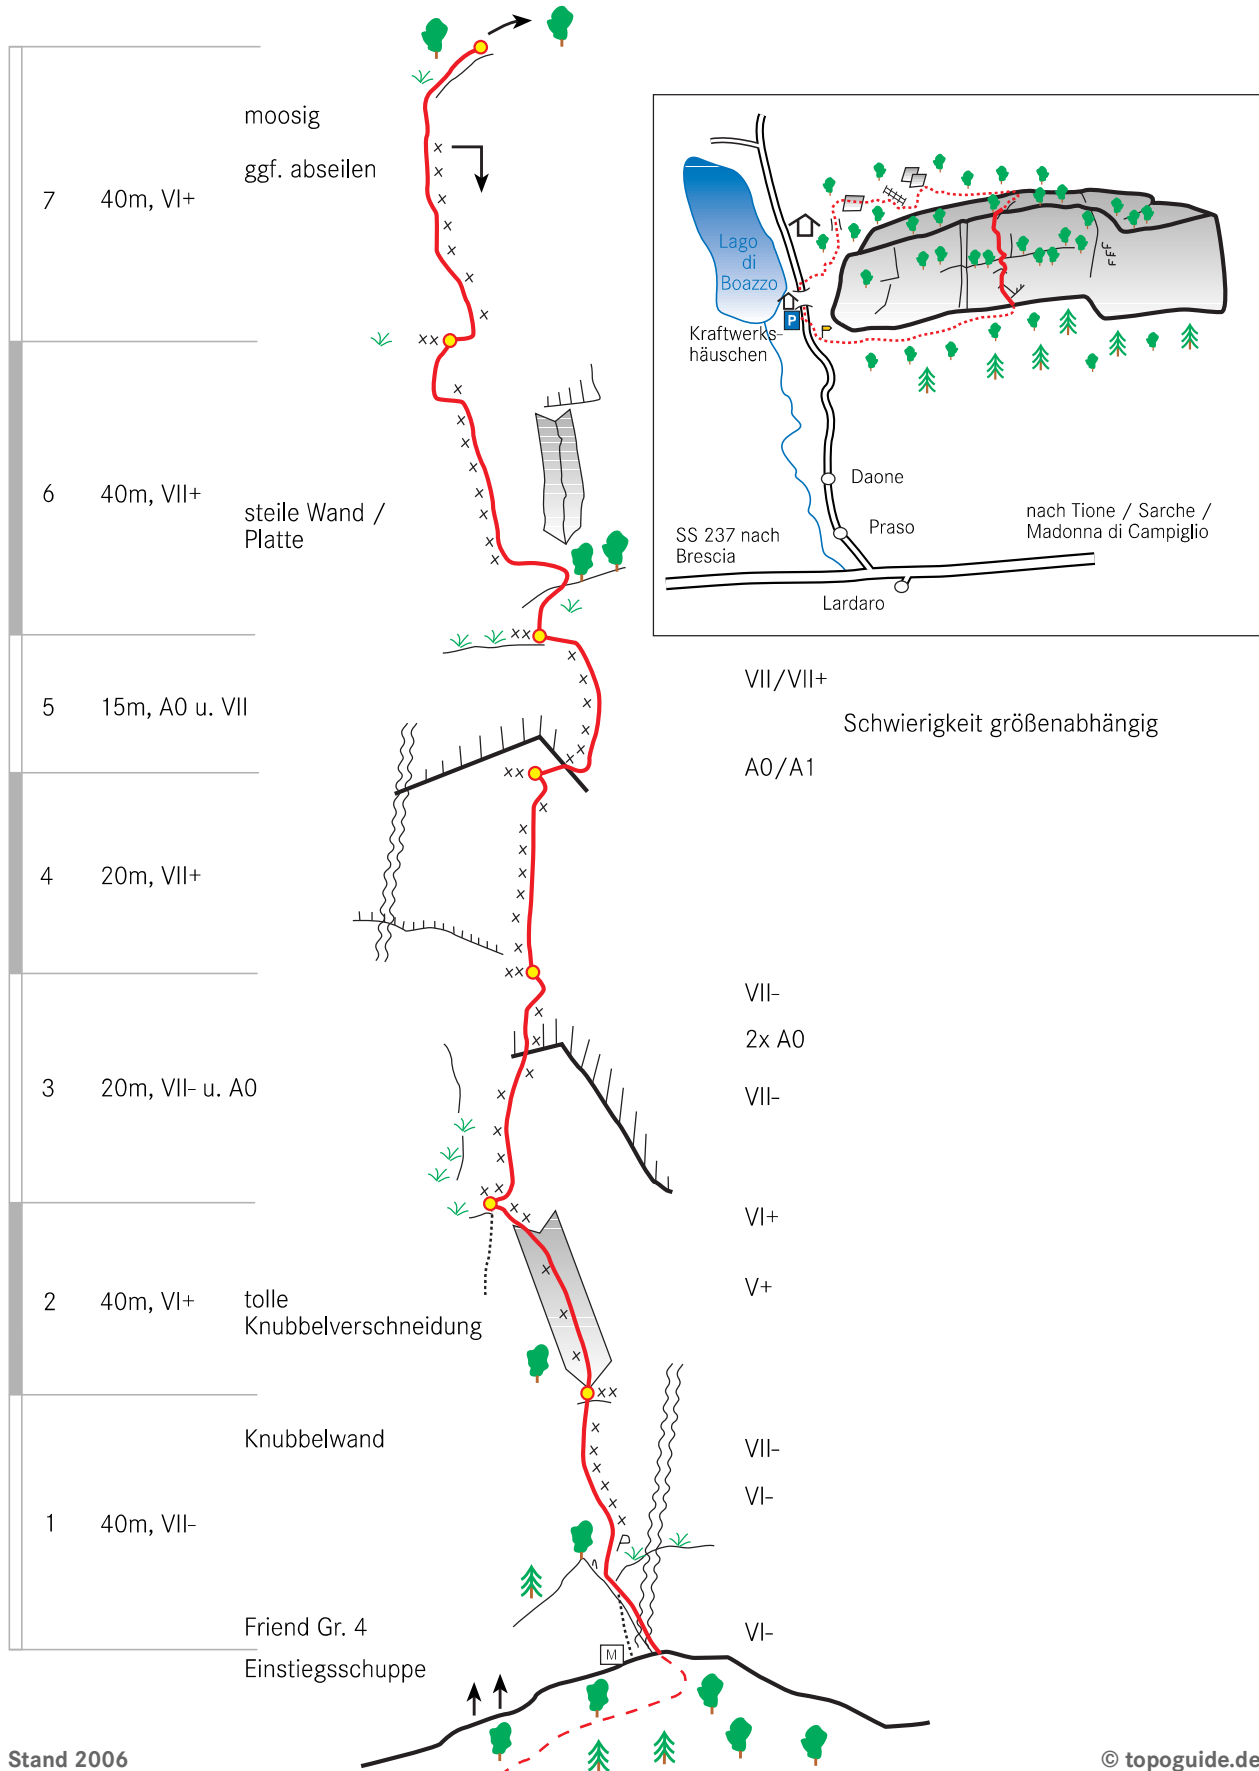 moosig
ggf. abseilen
7 40m, VI+
6 40m, VII+
steile Wand /
Platte
5 15m, A0 u. VII
VII/VII+
Schwierigkeit größenabhängig
A0/A1
4 20m, VII+
VII-
2x A0
3 20m, VII- u. A0
VII-
VI+
V+
2 40m, VI+
tolle
Knubbelverschneidung
Knubbelwand
VII-
VI-
1 40m, VII-
Friend Gr. 4
VI-
M
Einstiegsschuppe
Lago
di
Boazzo
P
Kraftwerks-
häuschen
Daone
Praso
SS 237 nach
Brescia
nach Tione / Sarche /
Madonna di Campiglio
Lardaro
Stand 2006
© topoguide.de